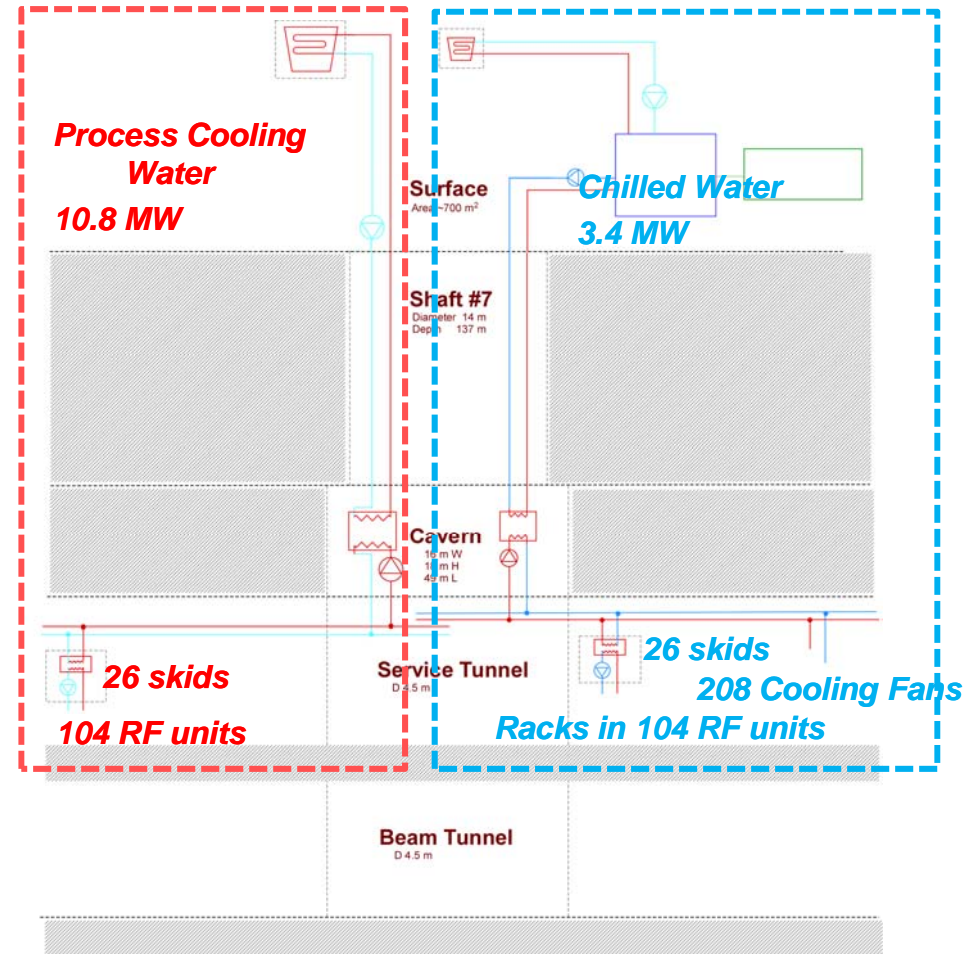 Process Cooling
Water
10.8 MW
Surface
Area ~700 m²
Chilled Water
3.4 MW
Shaft #7
Diameter 14 m
Depth 137 m
Cavern
16 m W
18 m H
45 m L
26 skids
104 RF units
Service Tunnel
D 4.5 m
26 skids
208 Cooling Fans
Racks in 104 RF units
Beam Tunnel
D 4.5 m